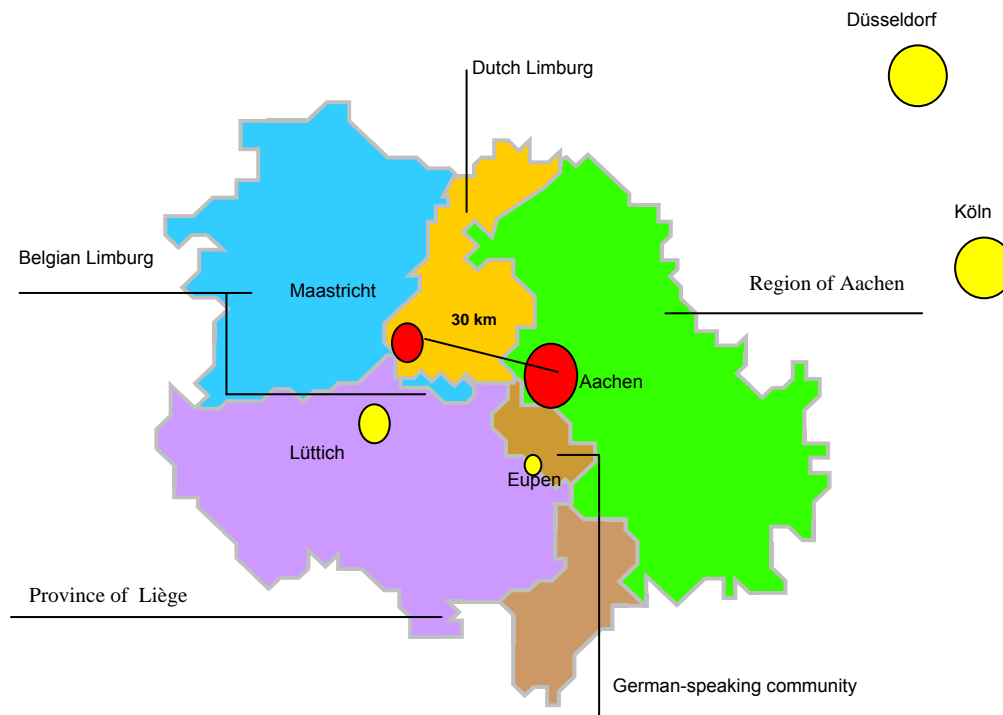 Düsseldorf
Dutch Limburg
Köln
Belgian Limburg
Maastricht
Region of Aachen
30 km
Aachen
Lüttich
Eupen
Province of Liège
German-speaking community